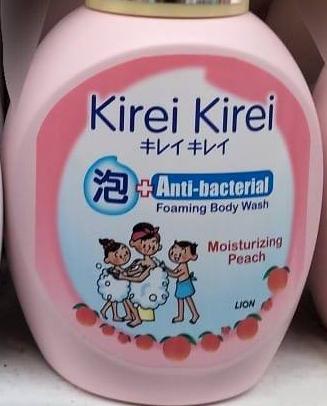 Kirei Kirei
キレイ キレイ
泡 + Anti-bacterial
Foaming Body Wash
Moisturizing
Peach
LION